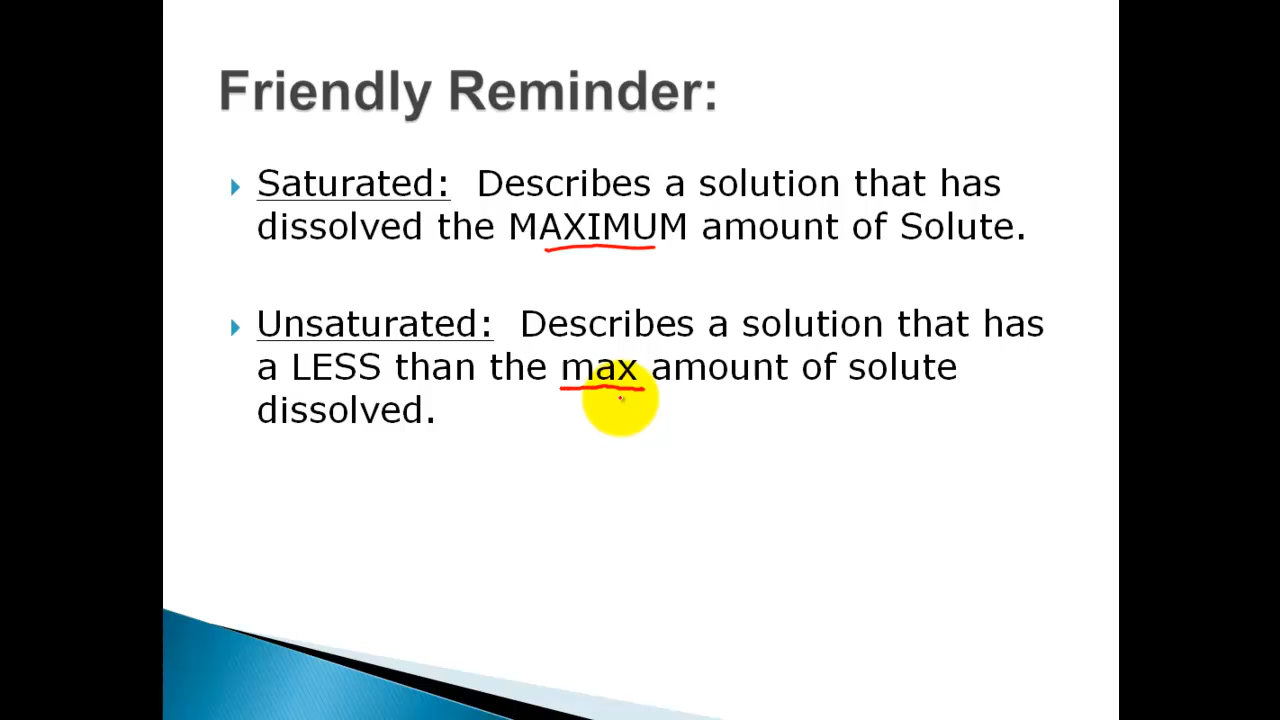 Friendly Reminder:
Saturated: Describes a solution that has
dissolved the MAXIMUM amount of Solute.
Unsaturated: Describes a solution that has
a LESS than the max amount of solute
dissolved.